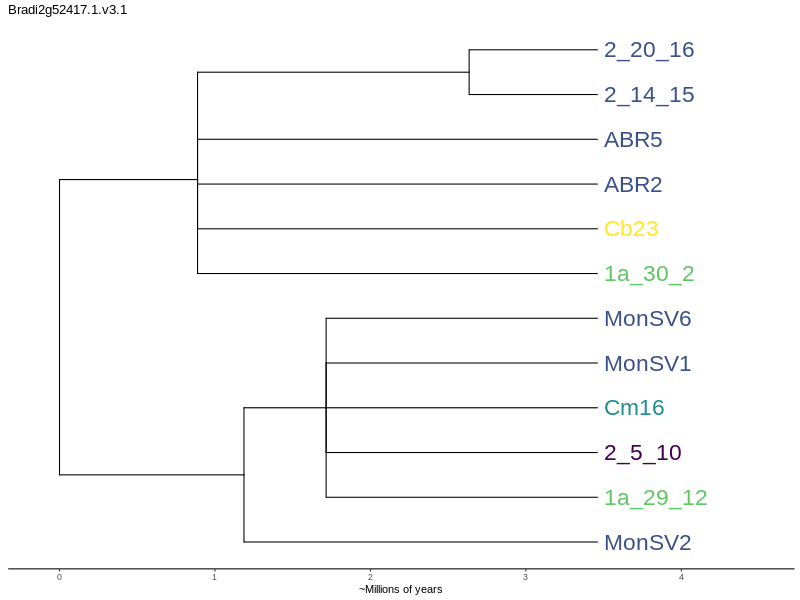 Bradi2g52417.1.v3.1
2_20_16
2_14_15
ABR5
ABR2
Cb23
1a_30_2
MonSV6
MonSV1
Cm16
2_5_10
1a_29_12
MonSV2
0 1 2 3 4
~Millions of years